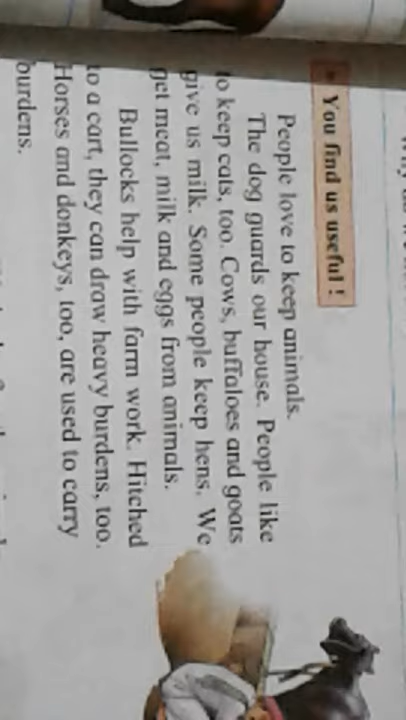 You find us useful !
People love to keep animals.
The dog guards our house. People like
to keep cats, too. Cows, buffaloes and goats
give us milk. Some people keep hens. We
get meat, milk and eggs from animals.
Bullocks help with farm work. Hitched
to a cart, they can draw heavy burdens, too.
Horses and donkeys, too, are used to carry
burdens.